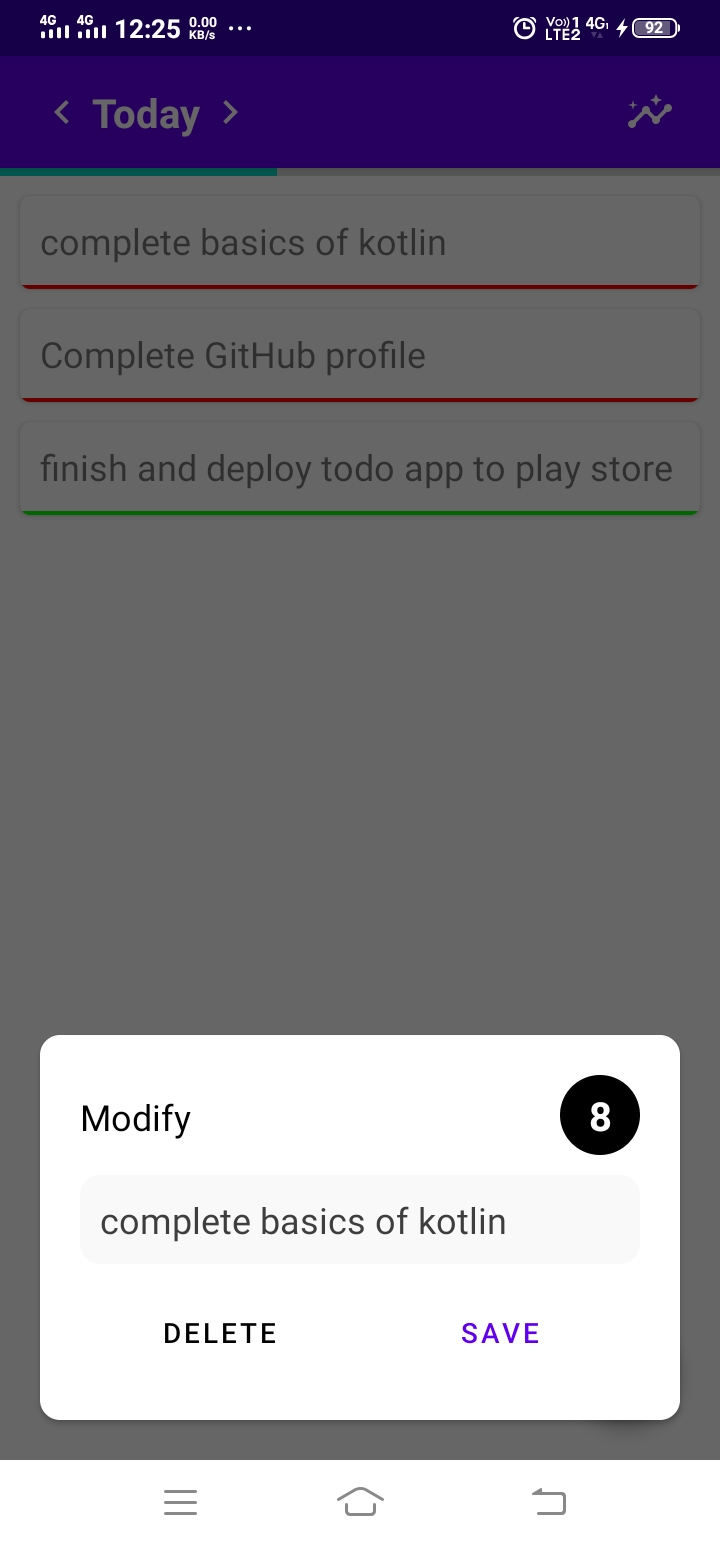 4G 4G 12:25 0.00 KB/s ... Vo)) 1 LTE2 4G 92
Today
complete basics of kotlin
Complete GitHub profile
finish and deploy todo app to play store
Modify 8
complete basics of kotlin
DELETE SAVE